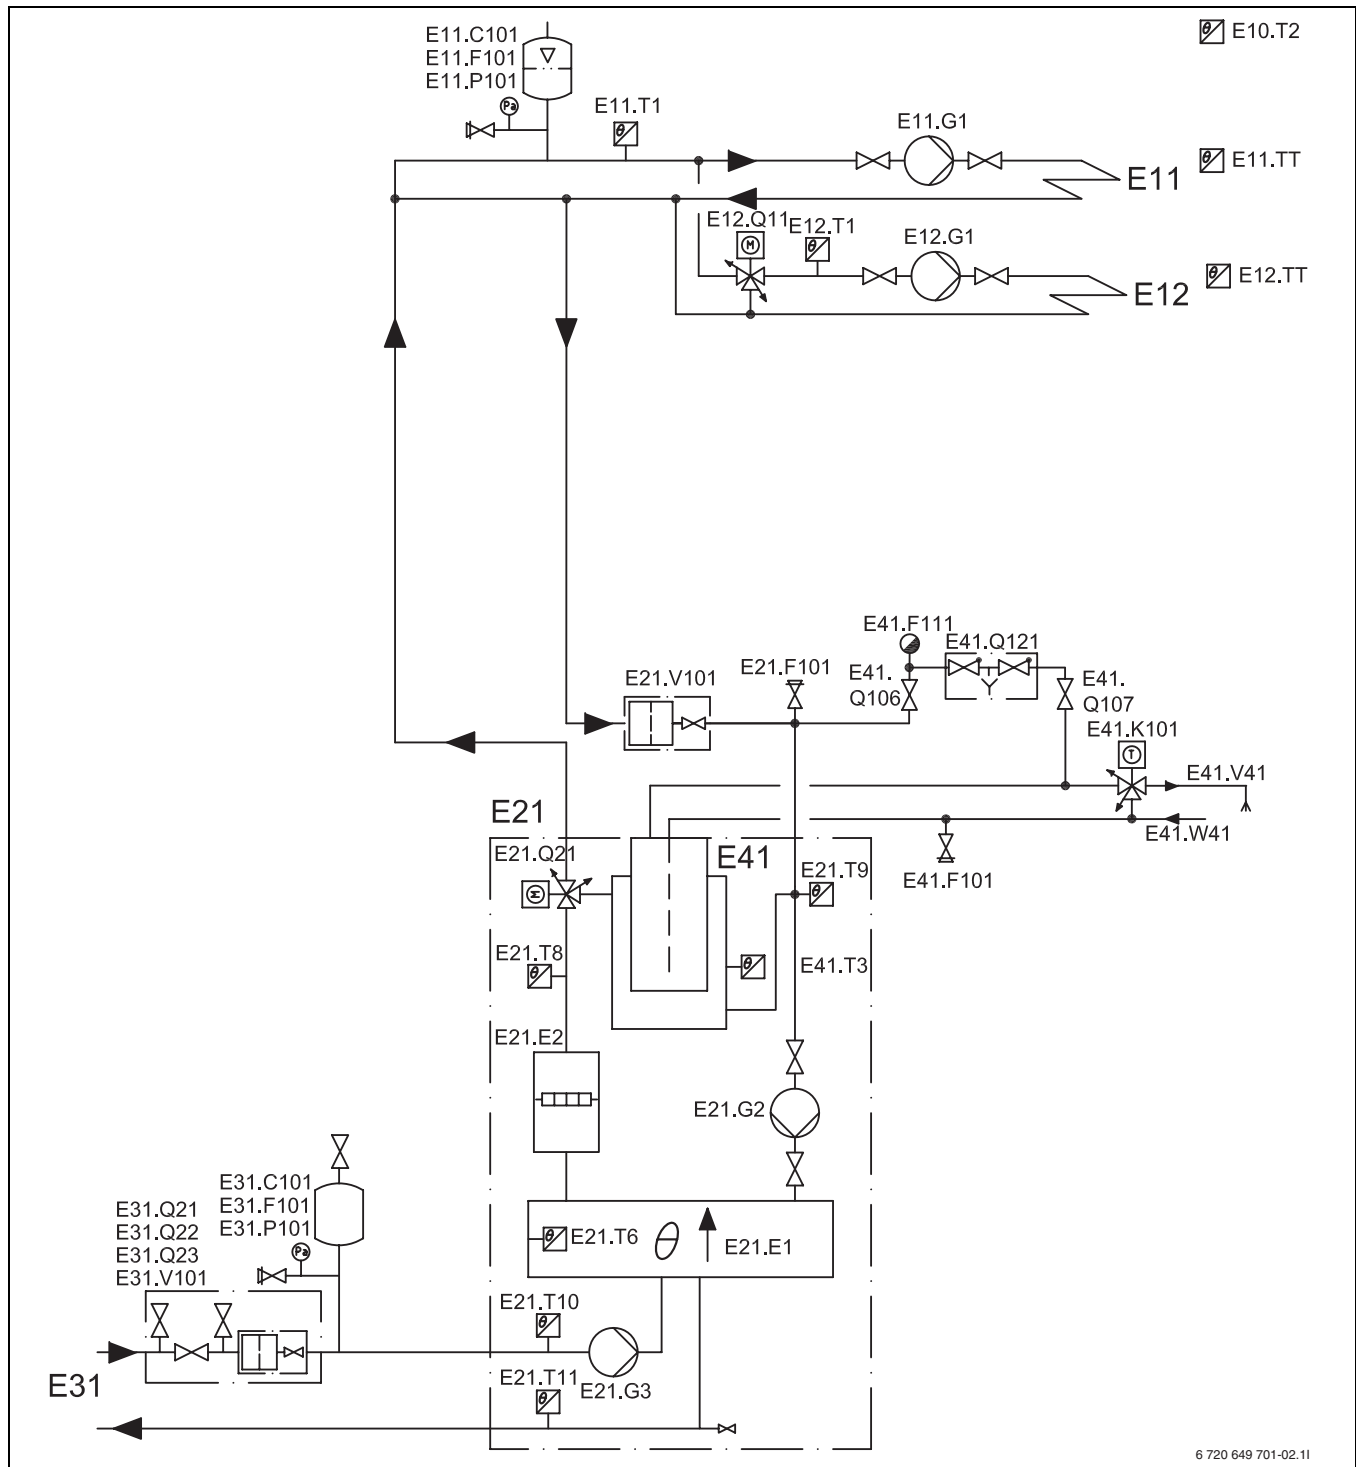 E11.C101
E11.F101
E11.P101
Pa
E11.T1
θ
E11.G1
θ E10.T2
E11
θ E11.TT
E12.Q11
M
E12.T1
θ
E12.G1
E12
θ E12.TT
E41.F111
E41.Q121
E21.V101
E21.F101
E41.
Q106
E41.
Q107
E41.K101
T
E41.V41
E41.W41
E41.F101
E21
E21.Q21
M
E41
E21.T9
θ
E21.T8
θ
θ
E41.T3
E21.E2
E21.G2
E31.C101
E31.F101
E31.P101
Pa
E31.Q21
E31.Q22
E31.Q23
E31.V101
θ E21.T6
E21.E1
E21.T10
θ
E21.T11
θ
E21.G3
E31
6 720 649 701-02.1I